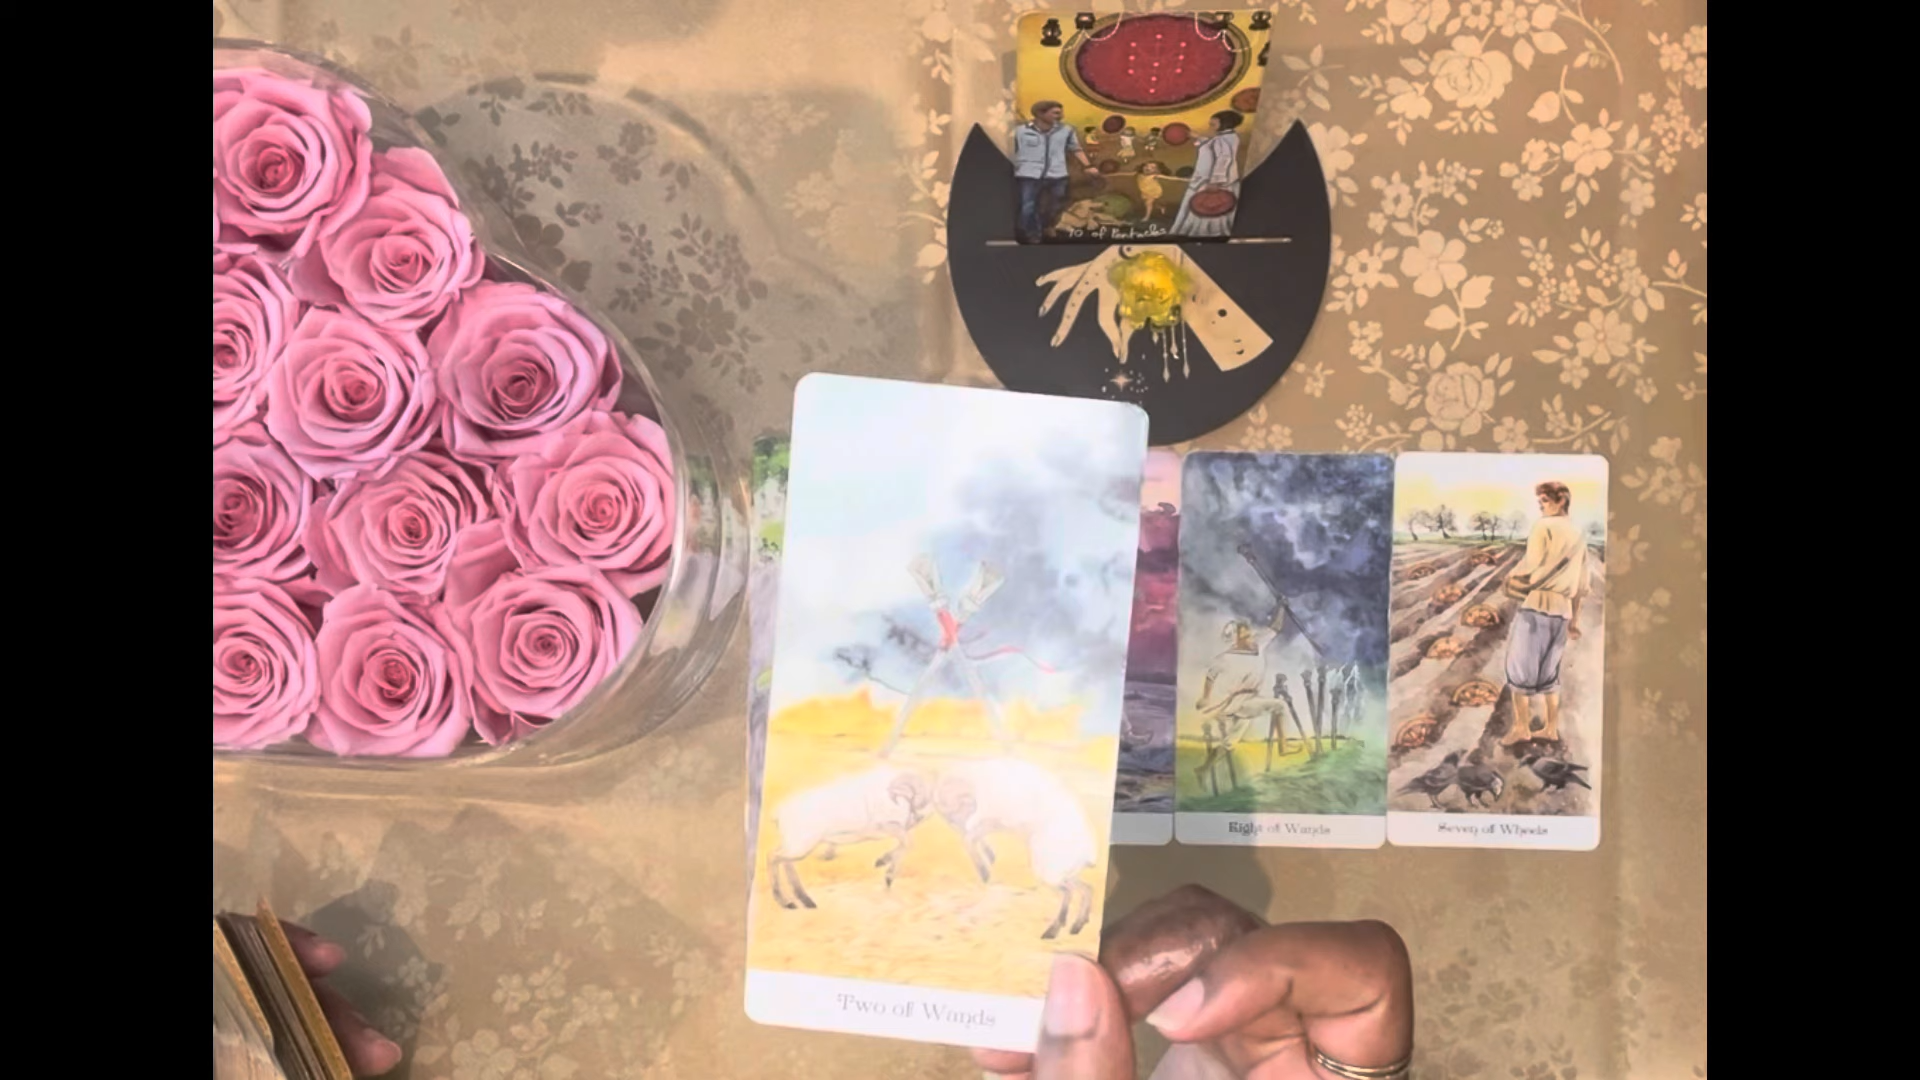 10 of Pentacles
Two of Wands
Eight of Wands
Seven of Wheels